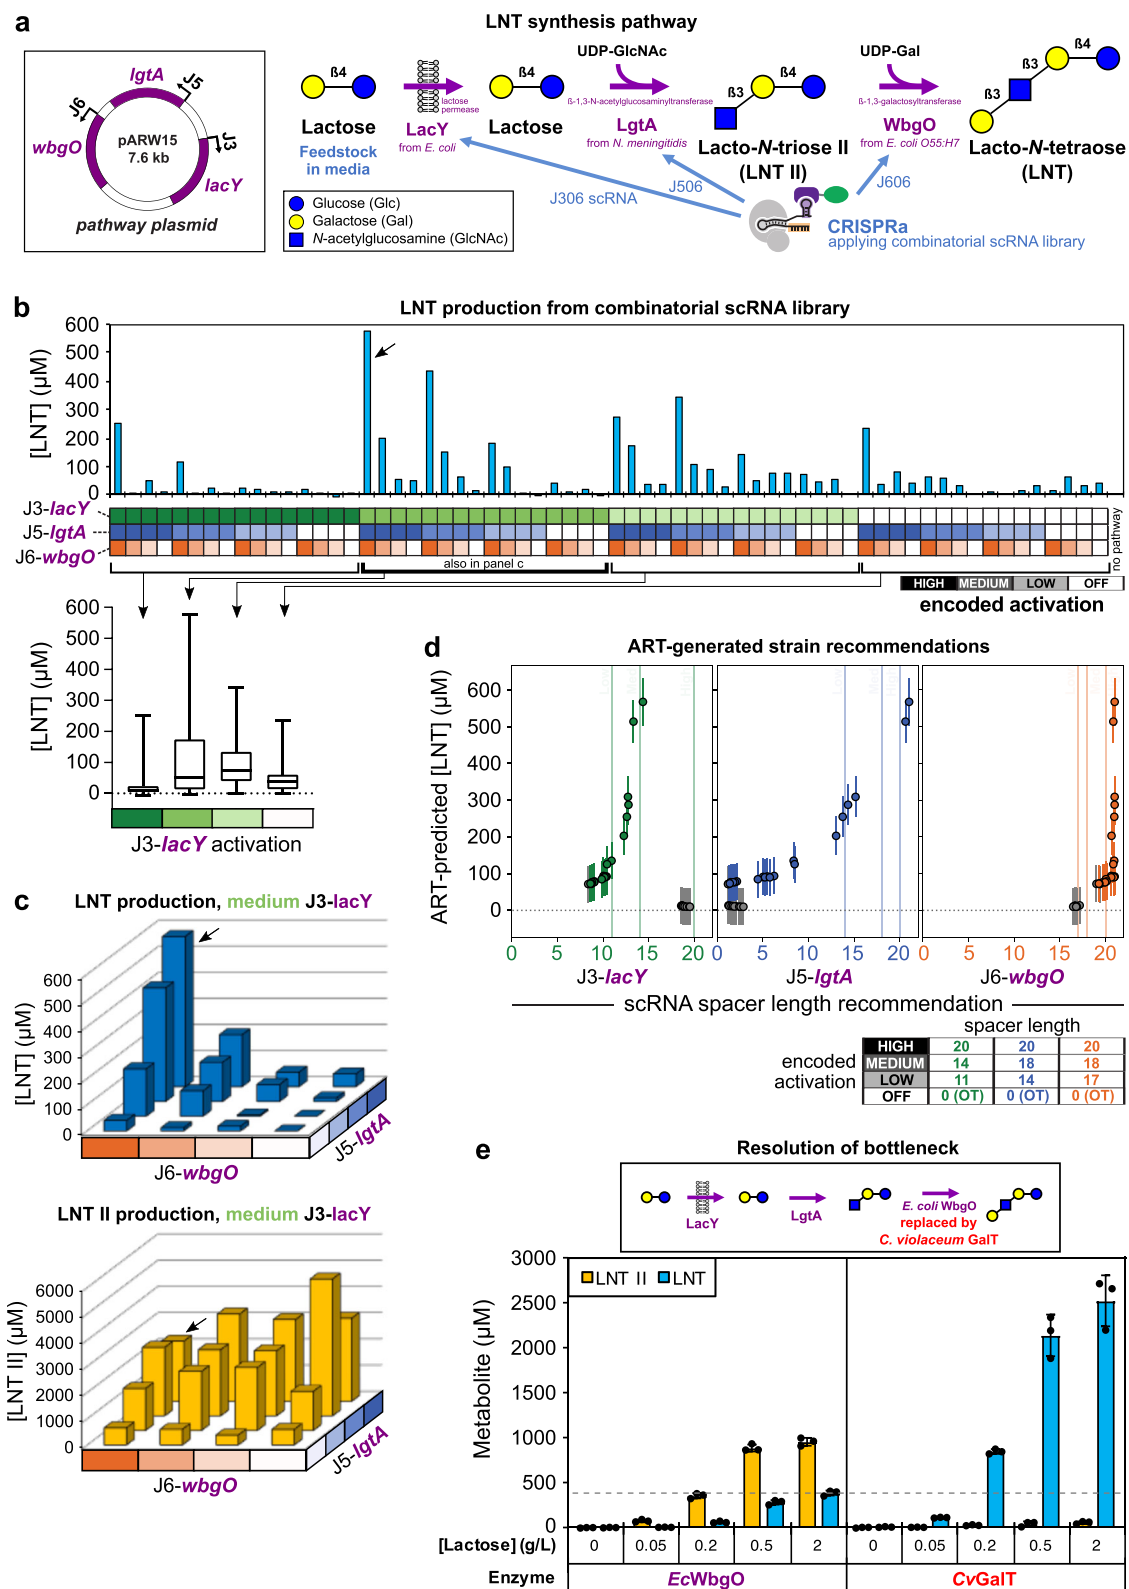 a
LNT synthesis pathway
lgtA
J5
J6
J3
wbgO
pARW15
7.6 kb
lacY
pathway plasmid
ß4
Lactose
Feedstock
in media
lactose
permease
LacY
from E. coli
ß4
Lactose
UDP-GlcNAc
ß-1,3-N-acetylglucosaminyltransferase
LgtA
from N. meningitidis
ß3
ß4
Lacto-N-triose II
(LNT II)
UDP-Gal
ß-1,3-galactosyltransferase
WbgO
from E. coli O55:H7
ß3
ß3
ß4
Lacto-N-tetraose
(LNT)
Glucose (Glc)
Galactose (Gal)
N-acetylglucosamine (GlcNAc)
J306 scRNA
J506
J606
CRISPRa
applying combinatorial scRNA library
b
LNT production from combinatorial scRNA library
[LNT] (µM)
600
500
400
300
200
100
0
J3-lacY
J5-lgtA
J6-wbgO
also in panel c
no pathway
HIGH MEDIUM LOW OFF
encoded activation
[LNT] (µM)
600
500
400
300
200
100
0
J3-lacY activation
c
LNT production, medium J3-lacY
[LNT] (µM)
600
500
400
300
200
100
0
J6-wbgO
J5-lgtA
LNT II production, medium J3-lacY
[LNT II] (µM)
6000
5000
4000
3000
2000
1000
0
J6-wbgO
J5-lgtA
d
ART-generated strain recommendations
ART-predicted [LNT] (µM)
600
500
400
300
200
100
0
Low
Med
High
Low
Med
High
Low
Med
0 5 10 15 20
0 5 10 15 20
0 5 10 15 20
J3-lacY
J5-lgtA
J6-wbgO
scRNA spacer length recommendation
spacer length
encoded
activation
HIGH 20 20 20
MEDIUM 14 18 18
LOW 11 14 17
OFF 0 (OT) 0 (OT) 0 (OT)
e
Resolution of bottleneck
LacY
LgtA
E. coli WbgO
replaced by
C. violaceum GalT
Metabolite (µM)
3000
2500
2000
1500
1000
500
0
LNT II LNT
[Lactose] (g/L) 0 0.05 0.2 0.5 2 0 0.05 0.2 0.5 2
Enzyme EcWbgO CvGalT